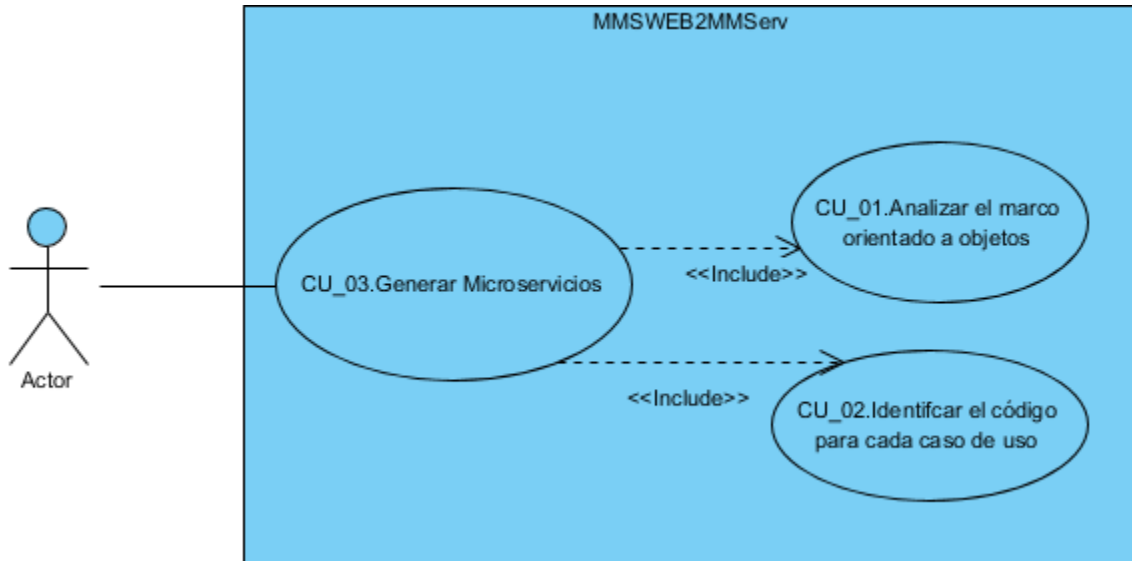 MMSWEB2MMServ
CU_01.Analizar el marco
orientado a objetos
<<Include>>
CU_03.Generar Microservicios
Actor
<<Include>>
CU_02.Identifcar el código
para cada caso de uso